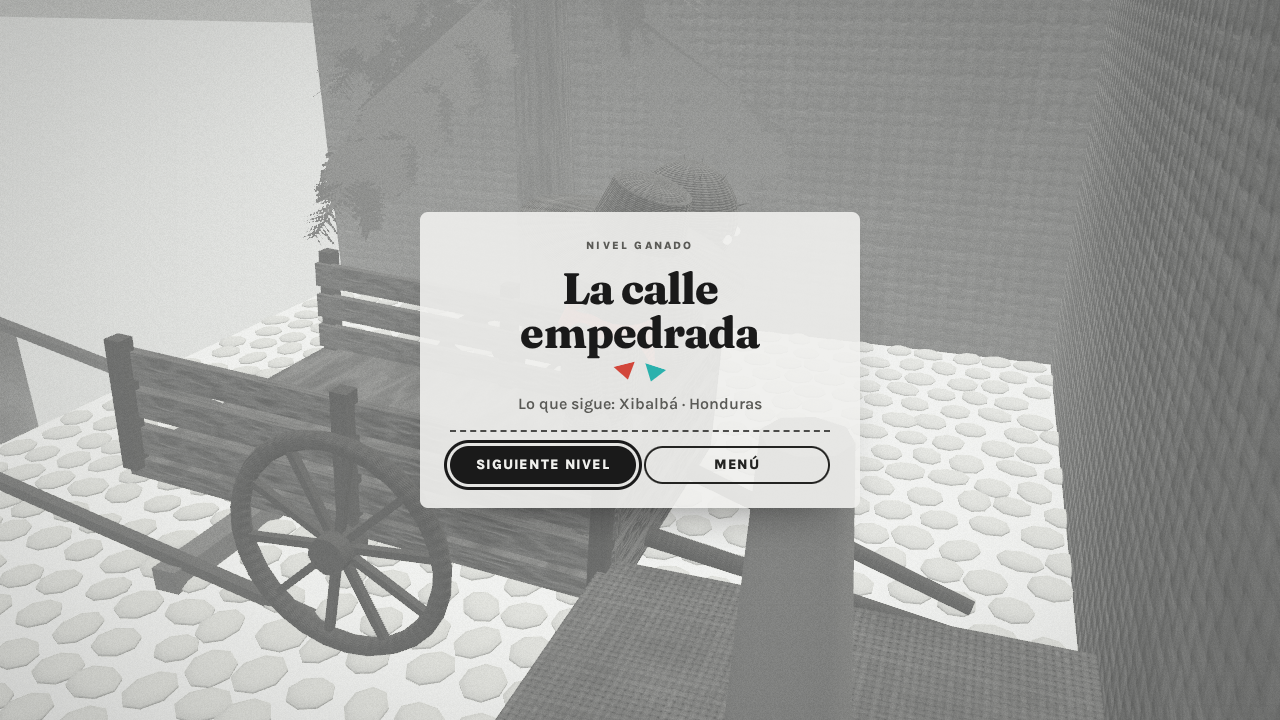 NIVEL GANADO
La calle
empedrada
Lo que sigue: Xibalbá · Honduras
SIGUIENTE NIVEL
MENÚ